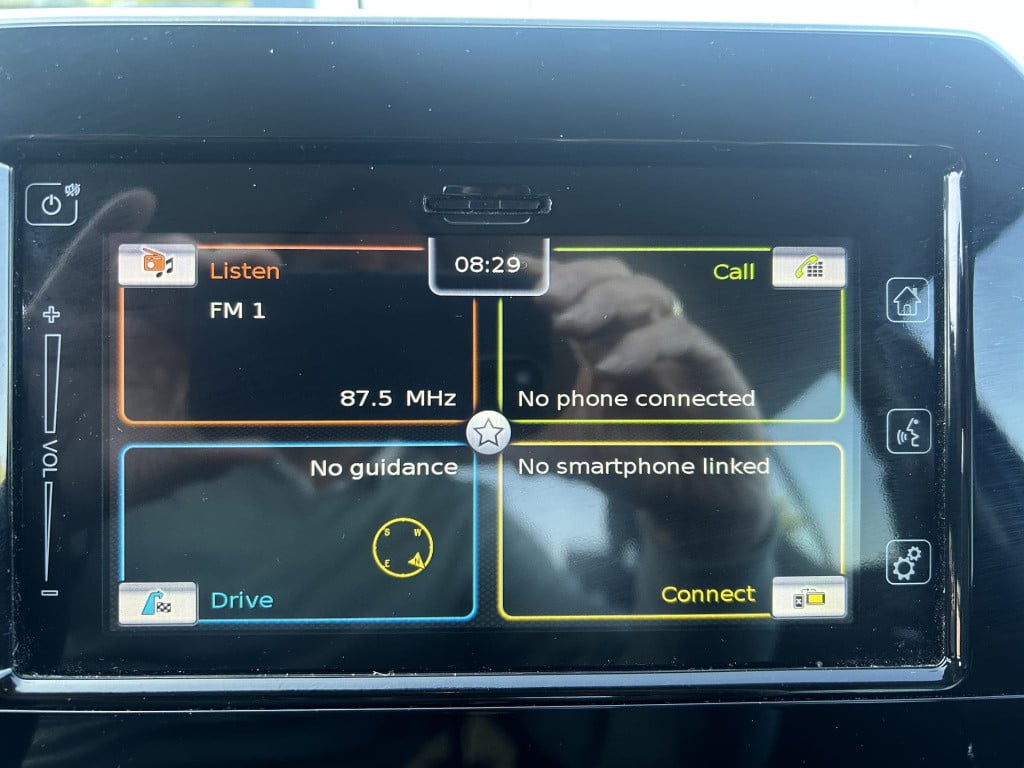 08:29
Listen
FM 1
87.5 MHz
Call
No phone connected
VOL
No guidance
S W
E N
Drive
No smartphone linked
Connect